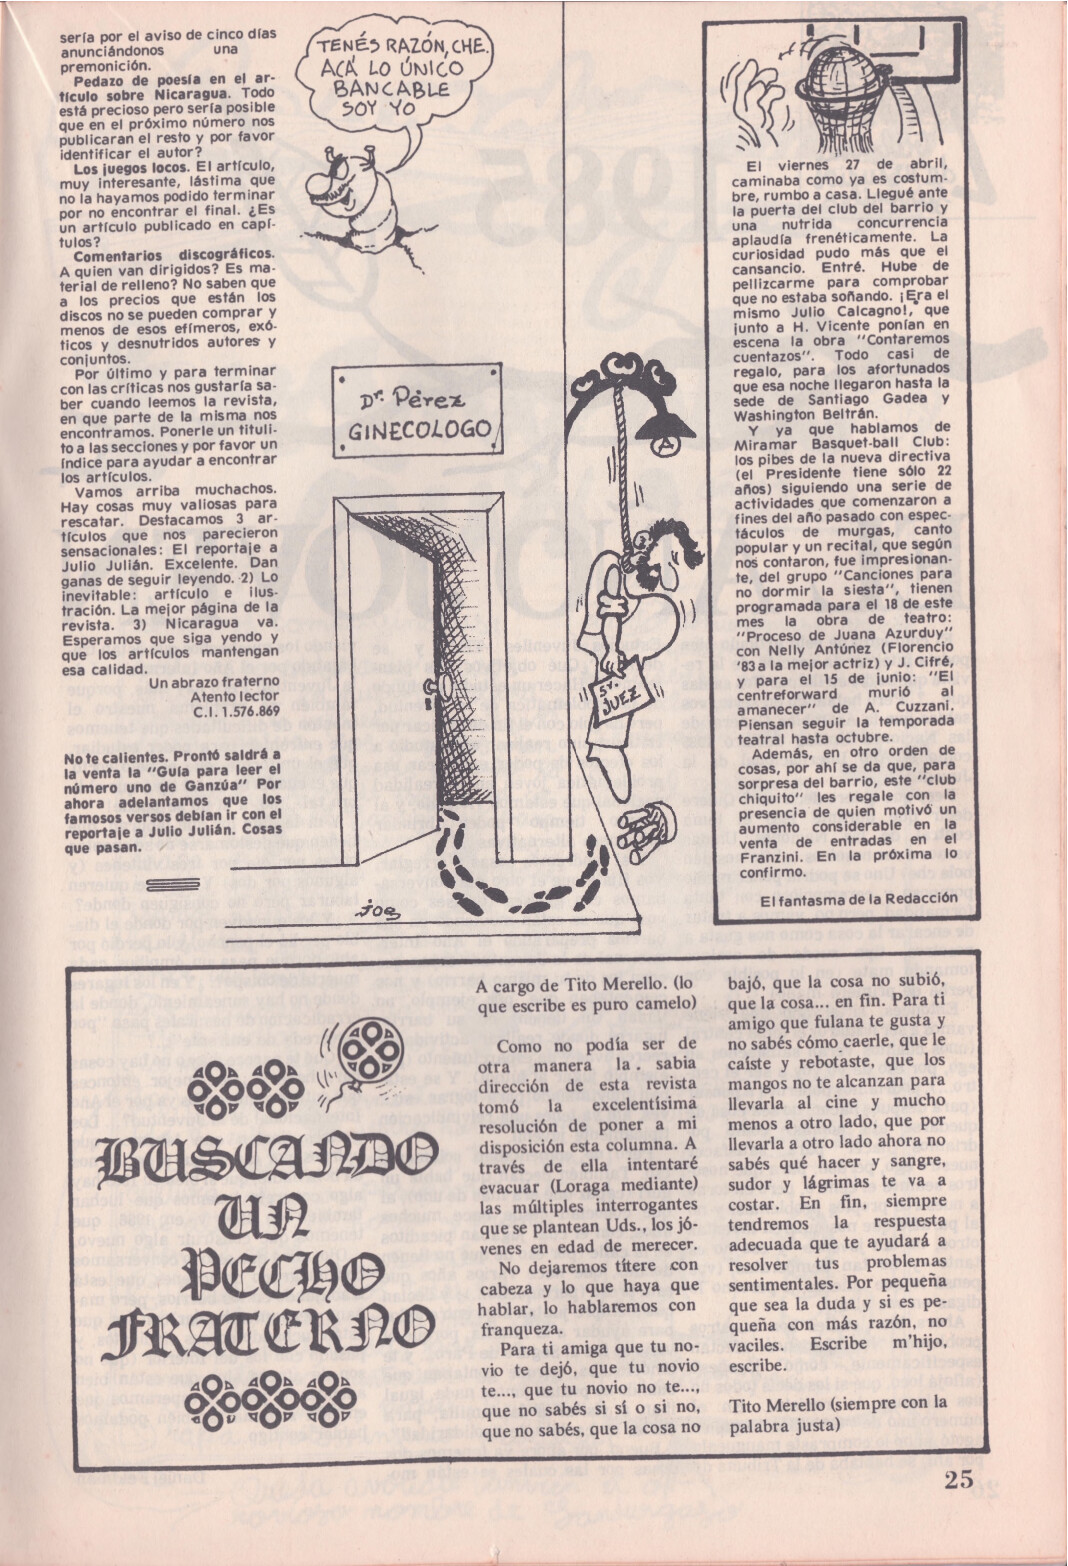 sería por el aviso de cinco días
anunciándonos una
premonición.
Pedazo de poesía en el ar-
tículo sobre Nicaragua. Todo
está precioso pero sería posible
que en el próximo número nos
publicaran el resto y por favor
identificar el autor?
Los juegos locos. El artículo,
muy interesante, lástima que
no la hayamos podido terminar
por no encontrar el final. ¿Es
un artículo publicado en capí-
tulos?
Comentarios discográficos.
A quien van dirigidos? Es ma-
terial de relleno? No saben que
a los precios que están los
discos no se pueden comprar y
menos de esos efímeros, exó-
ticos y desnutridos autores y
conjuntos.
Por último y para terminar
con las críticas nos gustaría sa-
ber cuando leemos la revista,
en que parte de la misma nos
encontramos. Ponerle un tituli-
to a las secciones y por favor un
índice para ayudar a encontrar
los artículos.
Vamos arriba muchachos.
Hay cosas muy valiosas para
rescatar. Destacamos 3 ar-
tículos que nos parecieron
sensacionales: El reportaje a
Julio Julián. Excelente. Dan
ganas de seguir leyendo. 2) Lo
inevitable: artículo e ilus-
tración. La mejor página de la
revista. 3) Nicaragua va.
Esperamos que siga yendo y
que los artículos mantengan
esa calidad.
Un abrazo fraterno
Atento lector
C.I. 1.576.869
No te calientes. Prontó saldrá a
la venta la "Guía para leer el
número uno de Ganzúa" Por
ahora adelantamos que los
famosos versos debían ir con el
reportaje a Julio Julián. Cosas
que pasan.
TENÉS RAZÓN, CHE.
ACÁ LO ÚNICO
BANCABLE
SOY YO
Dr. Pérez
GINECOLOGO
A
Sr.
JUEZ
joe
El viernes 27 de abril,
caminaba como ya es costum-
bre, rumbo a casa. Llegué ante
la puerta del club del barrio y
una nutrida concurrencia
aplaudía frenéticamente. La
curiosidad pudo más que el
cansancio. Entré. Hube de
pellizcarme para comprobar
que no estaba soñando. ¡Era el
mismo Julio Calcagno!, que
junto a H. Vicente ponían en
escena la obra "Contaremos
cuentazos". Todo casi de
regalo, para los afortunados
que esa noche llegaron hasta la
sede de Santiago Gadea y
Washington Beltrán.
Y ya que hablamos de
Miramar Basquet-ball Club:
los pibes de la nueva directiva
(el Presidente tiene sólo 22
años) siguiendo una serie de
actividades que comenzaron a
fines del año pasado con espec-
táculos de murgas, canto
popular y un recital, que según
nos contaron, fue impresionan-
te, del grupo "Canciones para
no dormir la siesta", tienen
programada para el 18 de este
mes la obra de teatro:
"Proceso de Juana Azurduy"
con Nelly Antúnez (Florencio
'83 a la mejor actriz) y J. Cifré,
y para el 15 de junio: "El
centreforward murió al
amanecer" de A. Cuzzani.
Piensan seguir la temporada
teatral hasta octubre.
Además, en otro orden de
cosas, por ahí se da que, para
sorpresa del barrio, este "club
chiquito" les regale con la
presencia de quien motivó un
aumento considerable en la
venta de entradas en el
Franzini. En la próxima lo
confirmo.
El fantasma de la Redacción
BUSCANDO
UN
PECHO
FRATERNO
A cargo de Tito Merello. (lo
que escribe es puro camelo)
Como no podía ser de
otra manera la. sabia
dirección de esta revista
tomó la excelentísima
resolución de poner a mi
disposición esta columna. A
través de ella intentaré
evacuar (Loraga mediante)
las múltiples interrogantes
que se plantean Uds., los jó-
venes en edad de merecer.
No dejaremos títere con
cabeza y lo que haya que
hablar, lo hablaremos con
franqueza.
Para ti amiga que tu no-
vio te dejó, que tu novio
te..., que tu novio no te...,
que no sabés si sí o si no,
que no sabés, que la cosa no
bajó, que la cosa no subió,
que la cosa... en fin. Para ti
amigo que fulana te gusta y
no sabés cómo caerle, que le
caíste y rebotaste, que los
mangos no te alcanzan para
llevarla al cine y mucho
menos a otro lado, que por
llevarla a otro lado ahora no
sabés qué hacer y sangre,
sudor y lágrimas te va a
costar. En fin, siempre
tendremos la respuesta
adecuada que te ayudará a
resolver tus problemas
sentimentales. Por pequeña
que sea la duda y si es pe-
queña con más razón, no
vaciles. Escribe m'hijo,
escribe.
Tito Merello (siempre con la
palabra justa)
25